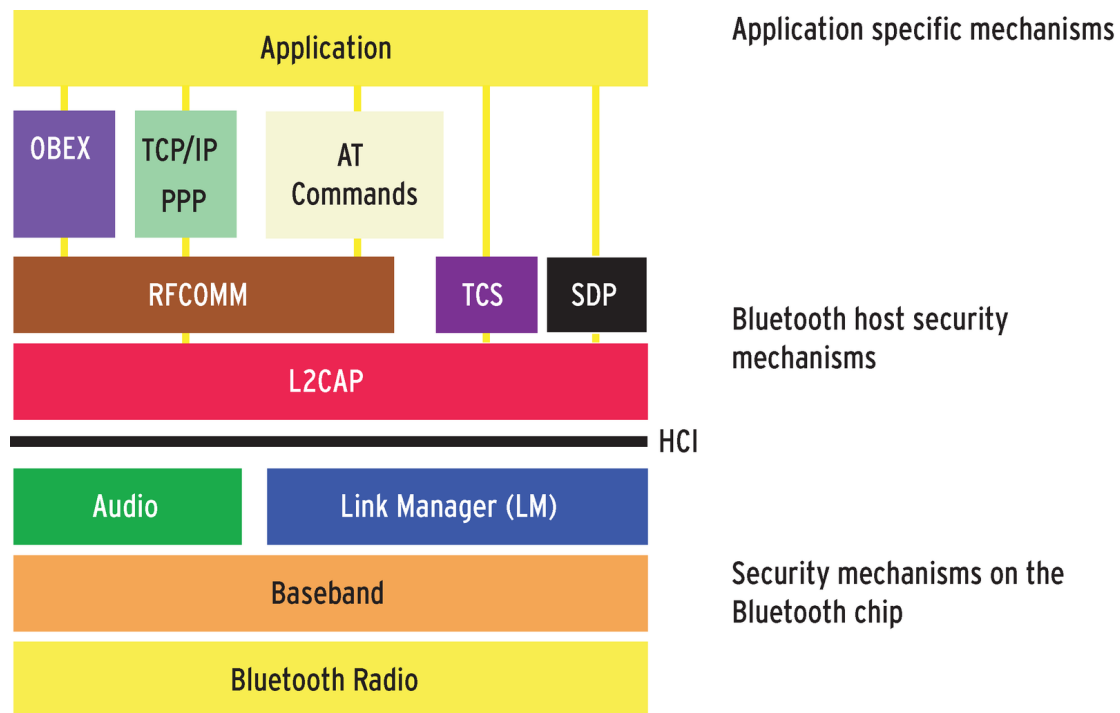 Application
Application specific mechanisms
OBEX
TCP/IP
PPP
AT
Commands
RFCOMM
TCS
SDP
Bluetooth host security
mechanisms
L2CAP
HCI
Audio
Link Manager (LM)
Baseband
Security mechanisms on the
Bluetooth chip
Bluetooth Radio